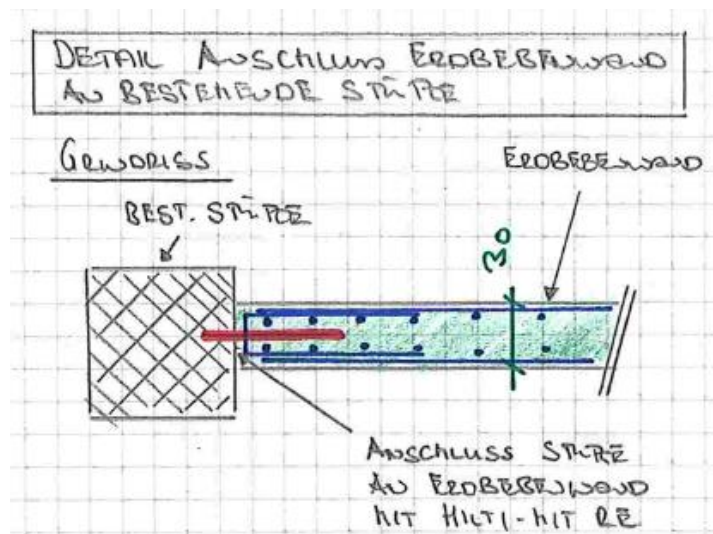 DETAIL ANSCHLUSS ERDBEBENWAND
AN BESTEHENDE STÜTZE
GRUNDRISS
ERDBEBENWAND
BEST. STÜTZE
30
ANSCHLUSS STÜTZE
AN ERDBEBENWAND
MIT HILTI-HIT RE